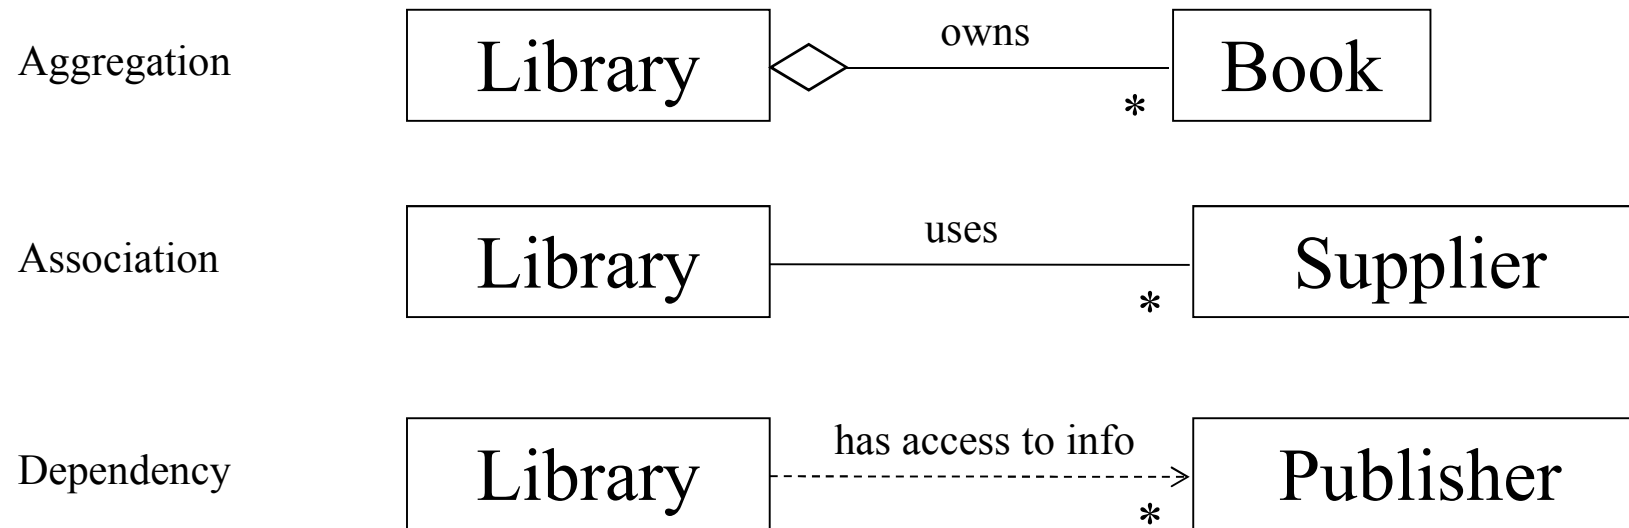 Aggregation Library owns Book
*
Association Library uses Supplier
*
Dependency Library has access to info Publisher
*